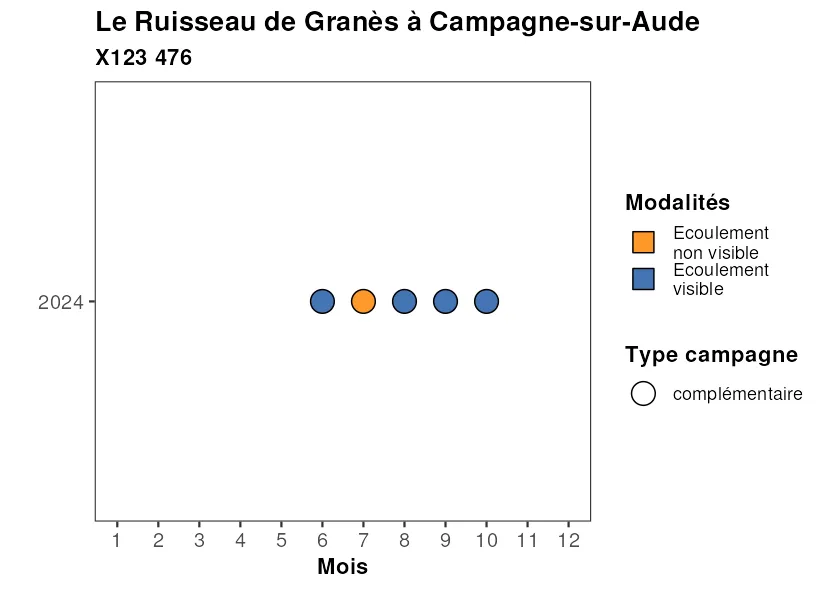 Le Ruisseau de Granès à Campagne-sur-Aude
X123 476
2024
1 2 3 4 5 6 7 8 9 10 11 12
Mois
Modalités
Ecoulement
non visible
Ecoulement
visible
Type campagne
complémentaire